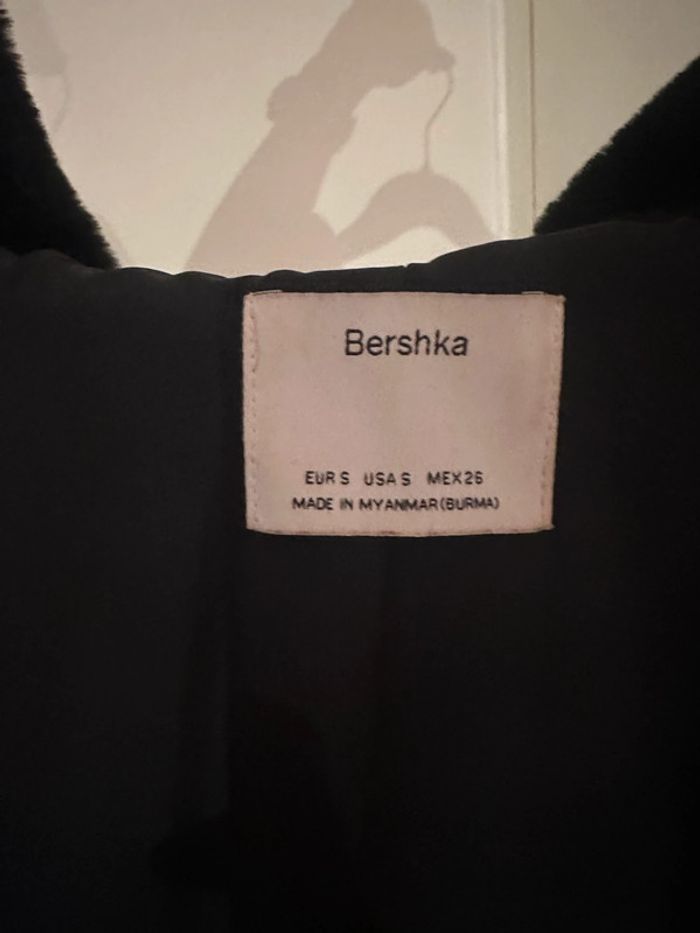 Bershka
EUR S USA S MEX 26
MADE IN MYANMAR (BURMA)